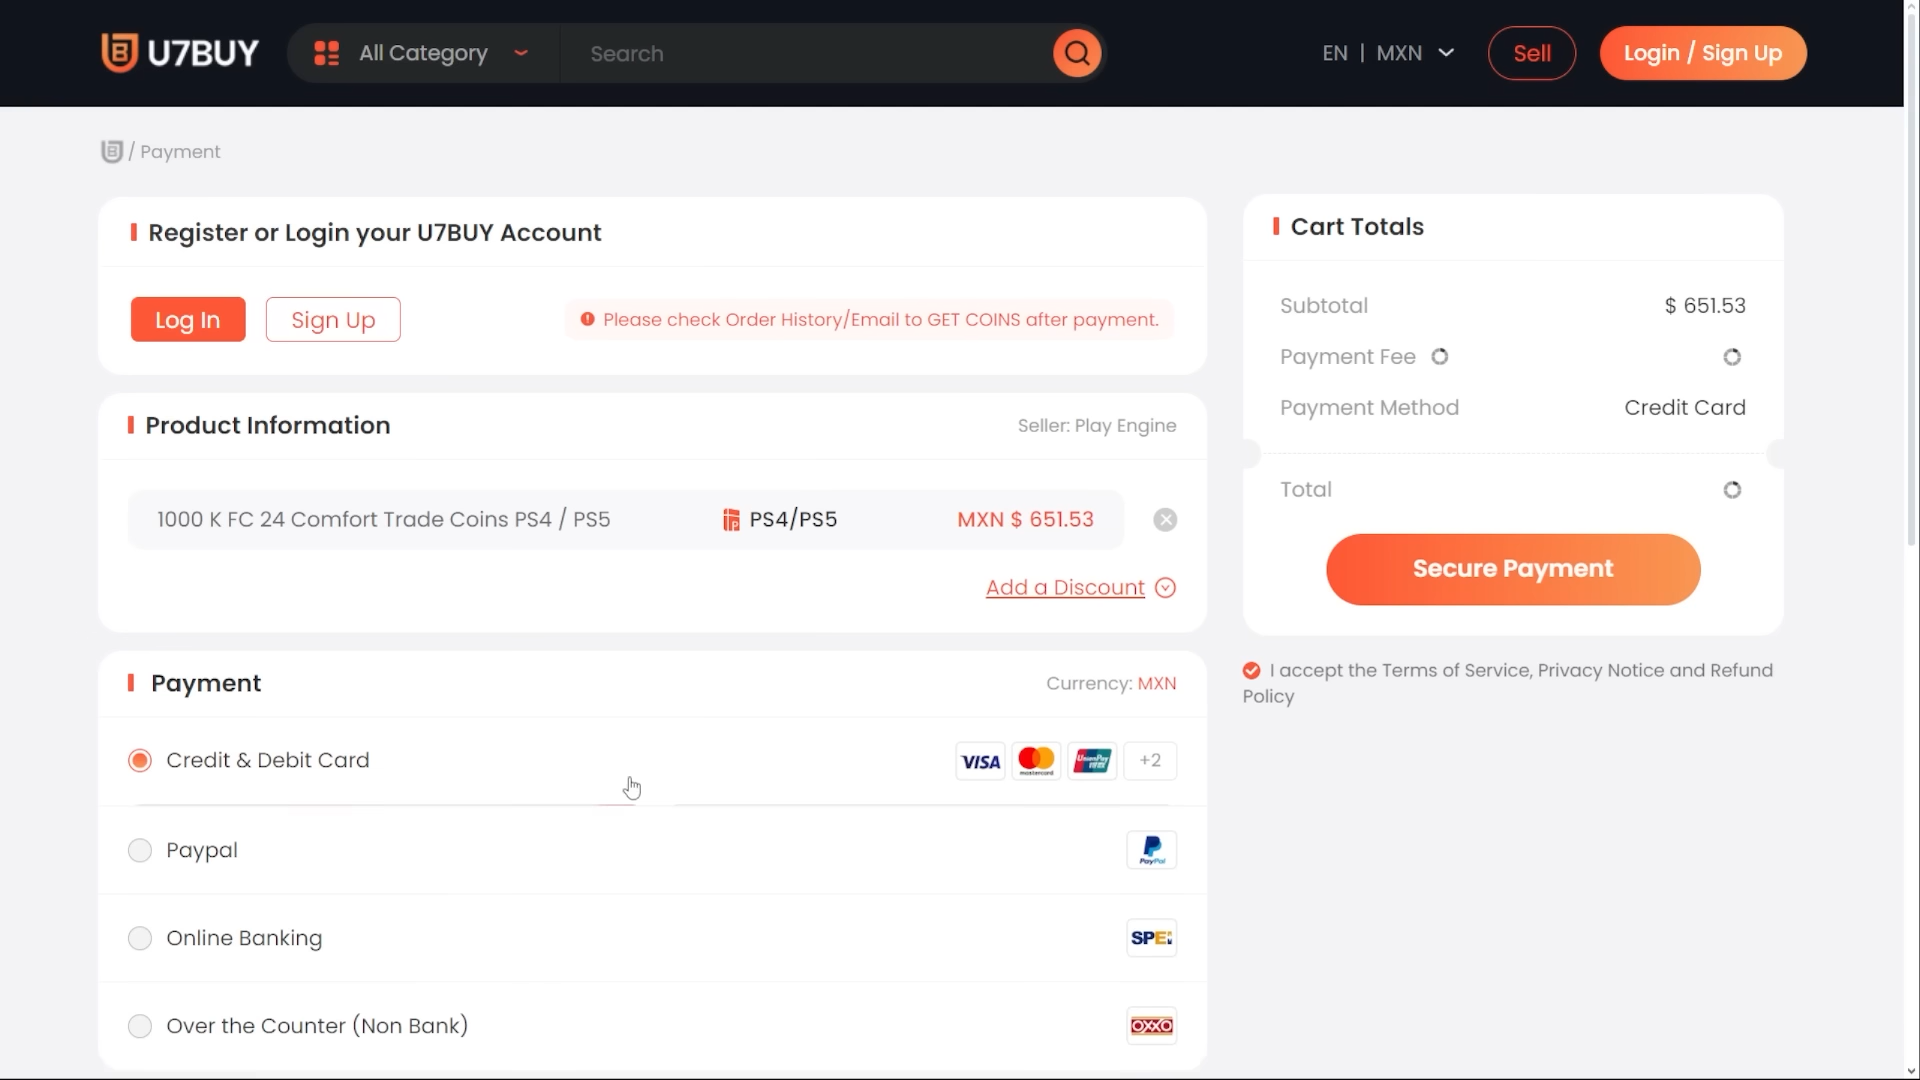 U7BUY
All Category
Search
EN | MXN
Sell
Login / Sign Up
/ Payment
Register or Login your U7BUY Account
Log In
Sign Up
Please check Order History/Email to GET COINS after payment.
Product Information
Seller: Play Engine
1000 K FC 24 Comfort Trade Coins PS4 / PS5
PS4/PS5
MXN $ 651.53
Add a Discount
Payment
Currency: MXN
Credit & Debit Card
VISA
mastercard
UnionPay
+2
Paypal
PayPal
Online Banking
SPEI
Over the Counter (Non Bank)
OXXO
Cart Totals
Subtotal
$ 651.53
Payment Fee
Payment Method
Credit Card
Total
Secure Payment
I accept the Terms of Service, Privacy Notice and Refund
Policy